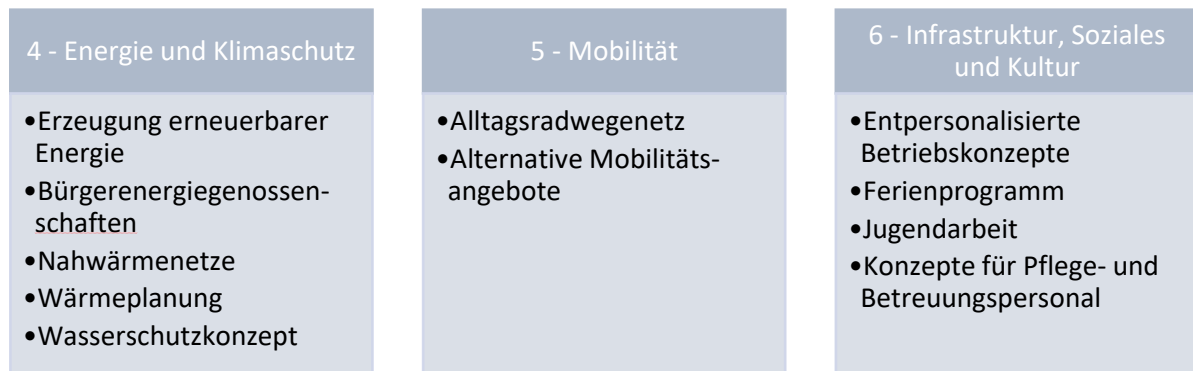 4 - Energie und Klimaschutz
•Erzeugung erneuerbarer
Energie
•Bürgerenergiegenossen-
schaften
•Nahwärmenetze
•Wärmeplanung
•Wasserschutzkonzept
5 - Mobilität
•Alltagsradwegenetz
•Alternative Mobilitäts-
angebote
6 - Infrastruktur, Soziales
und Kultur
•Entpersonalisierte
Betriebskonzepte
•Ferienprogramm
•Jugendarbeit
•Konzepte für Pflege- und
Betreuungspersonal